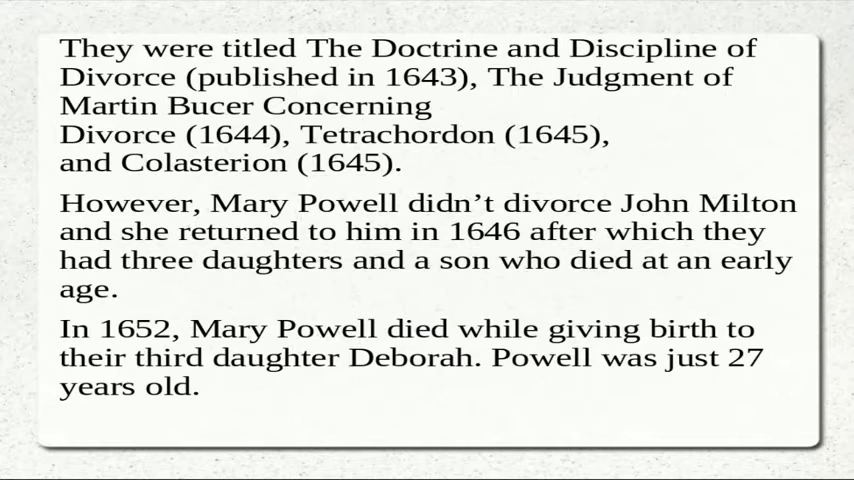 They were titled The Doctrine and Discipline of
Divorce (published in 1643), The Judgment of
Martin Bucer Concerning
Divorce (1644), Tetrachordon (1645),
and Colasterion (1645).
However, Mary Powell didn’t divorce John Milton
and she returned to him in 1646 after which they
had three daughters and a son who died at an early
age.
In 1652, Mary Powell died while giving birth to
their third daughter Deborah. Powell was just 27
years old.